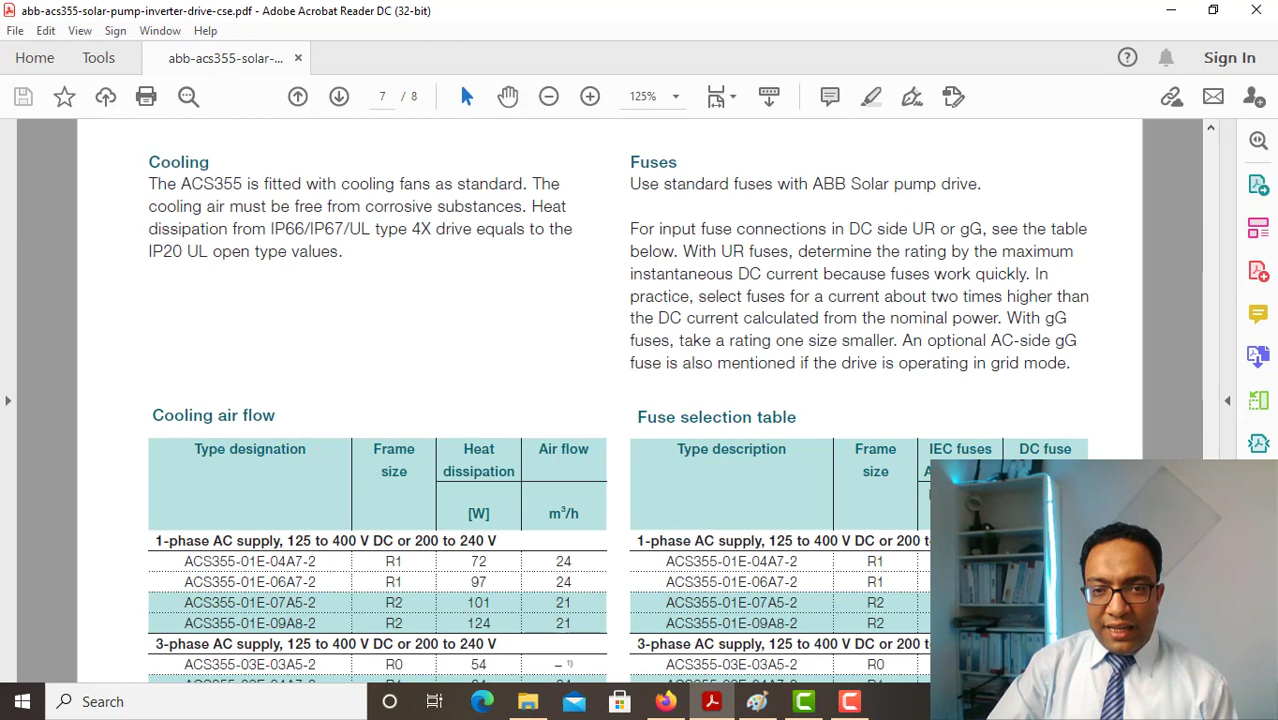 abb-acs355-solar-pump-inverter-drive-cse.pdf - Adobe Acrobat Reader DC (32-bit)
File Edit View Sign Window Help
Home Tools abb-acs355-solar-... × Sign In
7 / 8 125%
Cooling
The ACS355 is fitted with cooling fans as standard. The
cooling air must be free from corrosive substances. Heat
dissipation from IP66/IP67/UL type 4X drive equals to the
IP20 UL open type values.
Fuses
Use standard fuses with ABB Solar pump drive.
For input fuse connections in DC side UR or gG, see the table
below. With UR fuses, determine the rating by the maximum
instantaneous DC current because fuses work quickly. In
practice, select fuses for a current about two times higher than
the DC current calculated from the nominal power. With gG
fuses, take a rating one size smaller. An optional AC-side gG
fuse is also mentioned if the drive is operating in grid mode.
Cooling air flow
Type designation Frame Heat Air flow
size dissipation
[W] m³/h
1-phase AC supply, 125 to 400 V DC or 200 to 240 V
ACS355-01E-04A7-2 R1 72 24
ACS355-01E-06A7-2 R1 97 24
ACS355-01E-07A5-2 R2 101 21
ACS355-01E-09A8-2 R2 124 21
3-phase AC supply, 125 to 400 V DC or 200 to 240 V
ACS355-03E-03A5-2 R0 54 – ¹⁾
Fuse selection table
Type description Frame IEC fuses DC fuse
size
1-phase AC supply, 125 to 400 V DC or 200 to
ACS355-01E-04A7-2 R1
ACS355-01E-06A7-2 R1
ACS355-01E-07A5-2 R2
ACS355-01E-09A8-2 R2
3-phase AC supply, 125 to 400 V DC or 200 to
ACS355-03E-03A5-2 R0
Search